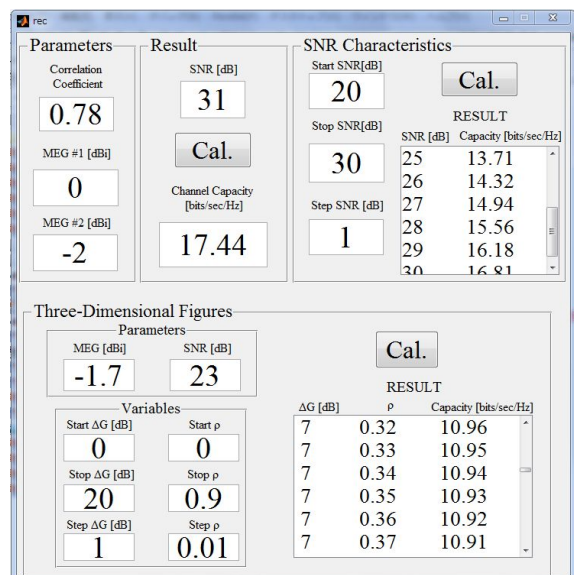 rec
Parameters
Correlation
Coefficient
0.78
MEG #1 [dBi]
0
MEG #2 [dBi]
-2
Result
SNR [dB]
31
Cal.
Channel Capacity
[bits/sec/Hz]
17.44
SNR Characteristics
Start SNR[dB]
20
Stop SNR[dB]
30
Step SNR [dB]
1
Cal.
RESULT
SNR [dB] Capacity [bits/sec/Hz]
25 13.71
26 14.32
27 14.94
28 15.56
29 16.18
30 16.81
Three-Dimensional Figures
Parameters
MEG [dBi] SNR [dB]
-1.7 23
Variables
Start ΔG [dB] Start ρ
0 0
Stop ΔG [dB] Stop ρ
20 0.9
Step ΔG [dB] Step ρ
1 0.01
Cal.
RESULT
ΔG [dB] ρ Capacity [bits/sec/Hz]
7 0.32 10.96
7 0.33 10.95
7 0.34 10.94
7 0.35 10.93
7 0.36 10.92
7 0.37 10.91